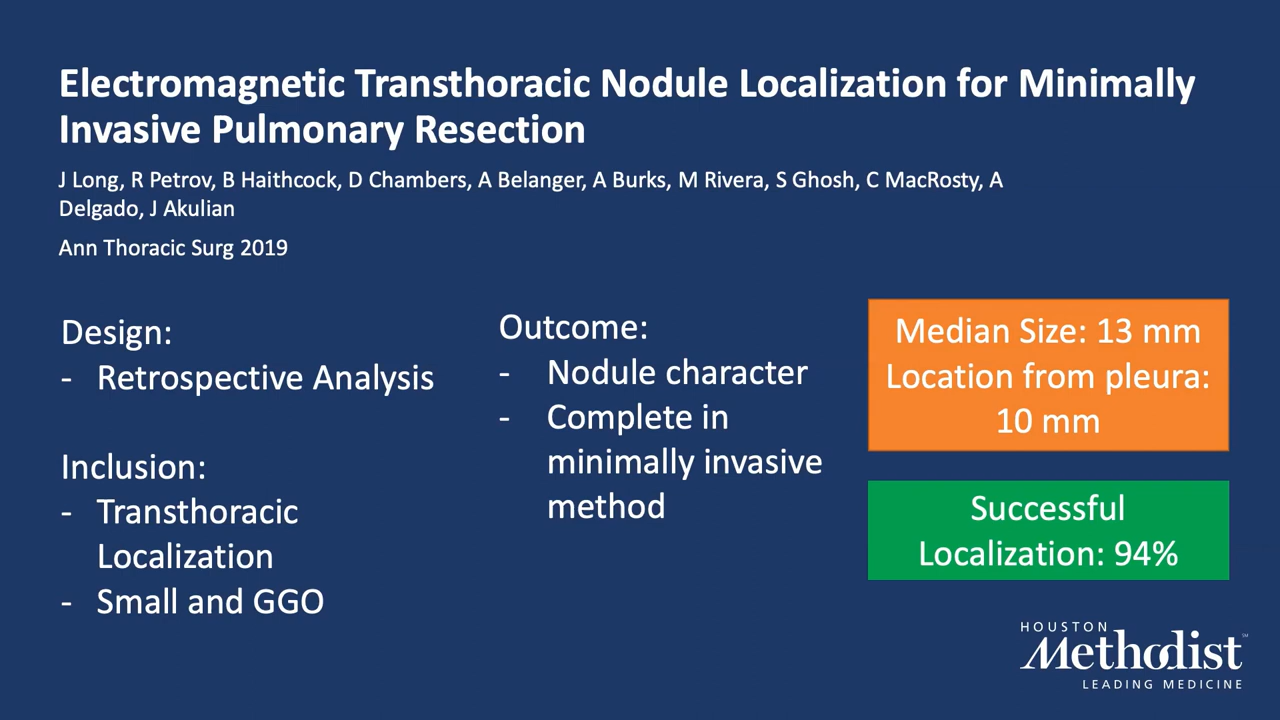 Electromagnetic Transthoracic Nodule Localization for Minimally
Invasive Pulmonary Resection
J Long, R Petrov, B Haithcock, D Chambers, A Belanger, A Burks, M Rivera, S Ghosh, C MacRosty, A
Delgado, J Akulian
Ann Thoracic Surg 2019
Design:
- Retrospective Analysis
Inclusion:
- Transthoracic
Localization
- Small and GGO
Outcome:
- Nodule character
- Complete in
minimally invasive
method
Median Size: 13 mm
Location from pleura:
10 mm
Successful
Localization: 94%
HOUSTON
Methodist℠
LEADING MEDICINE